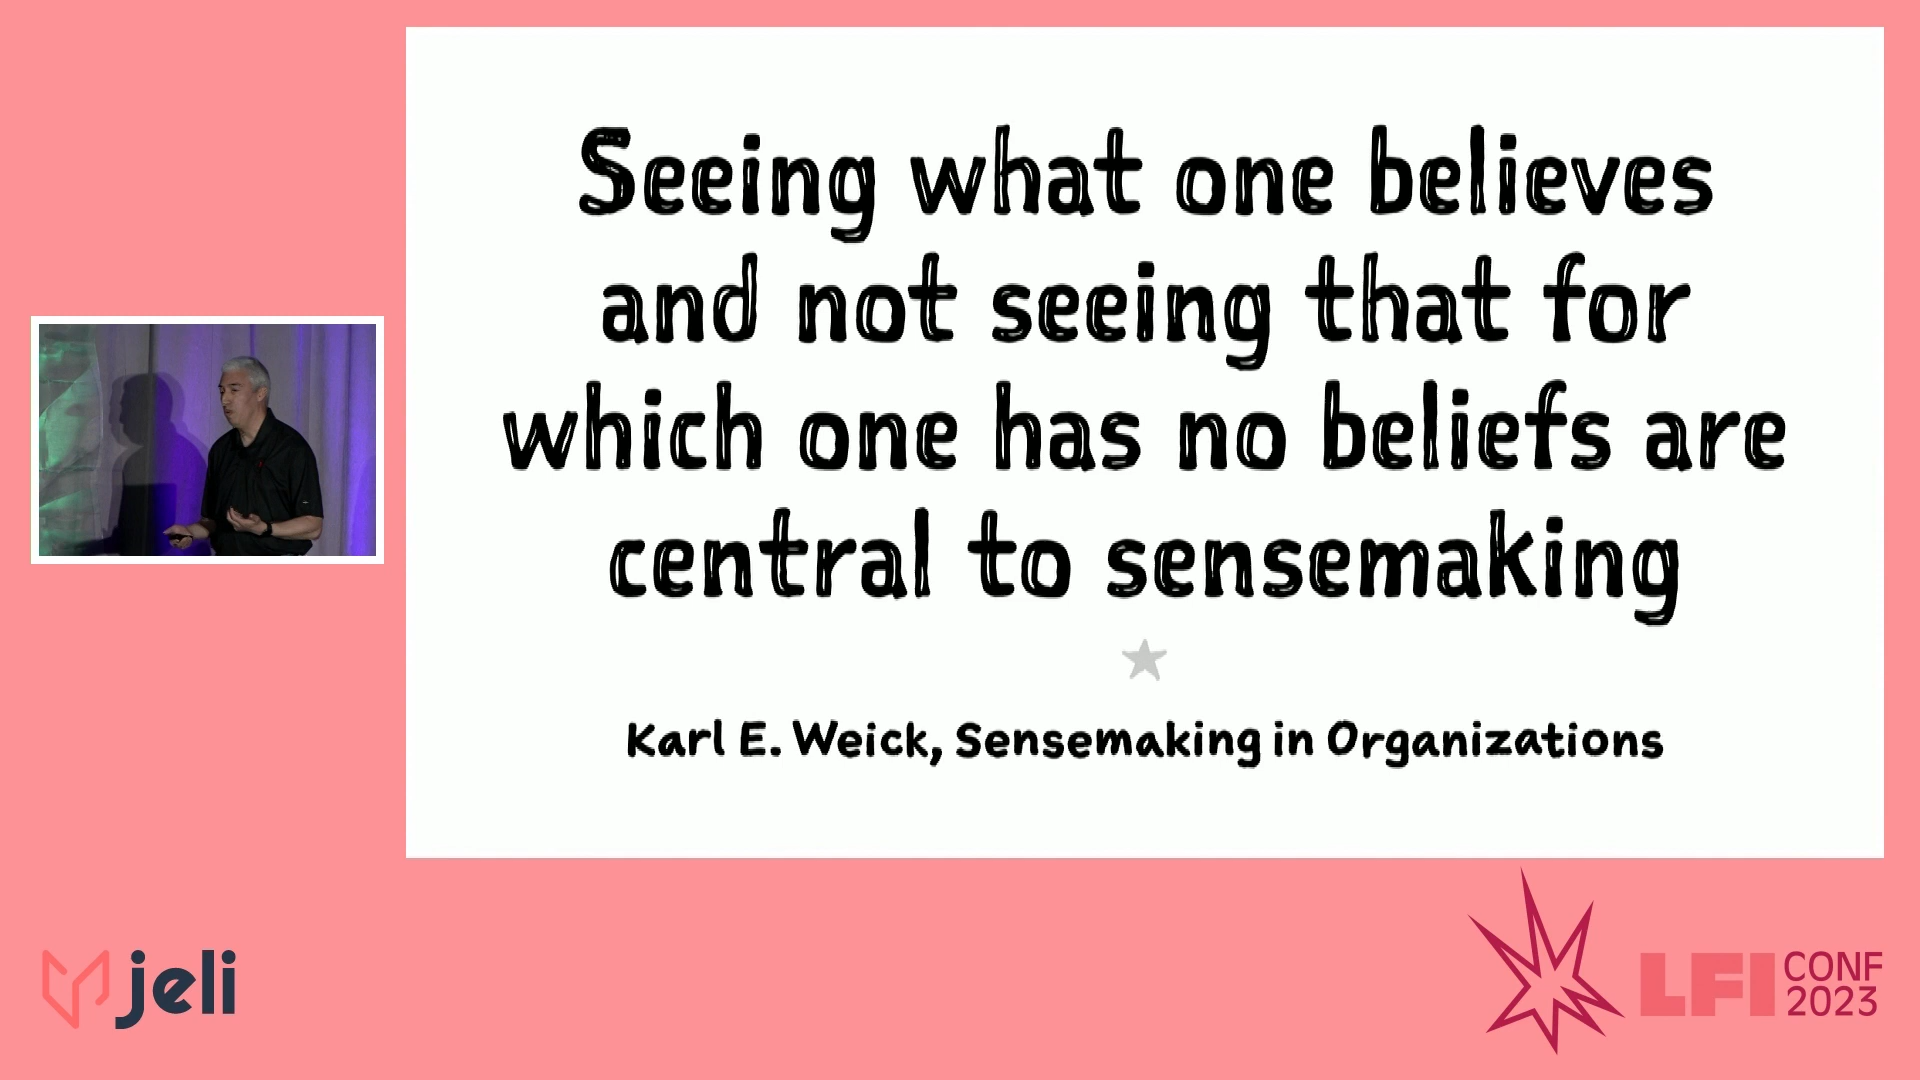 Seeing what one believes
and not seeing that for
which one has no beliefs are
central to sensemaking
Karl E. Weick, Sensemaking in Organizations
jeli
LFI CONF
2023